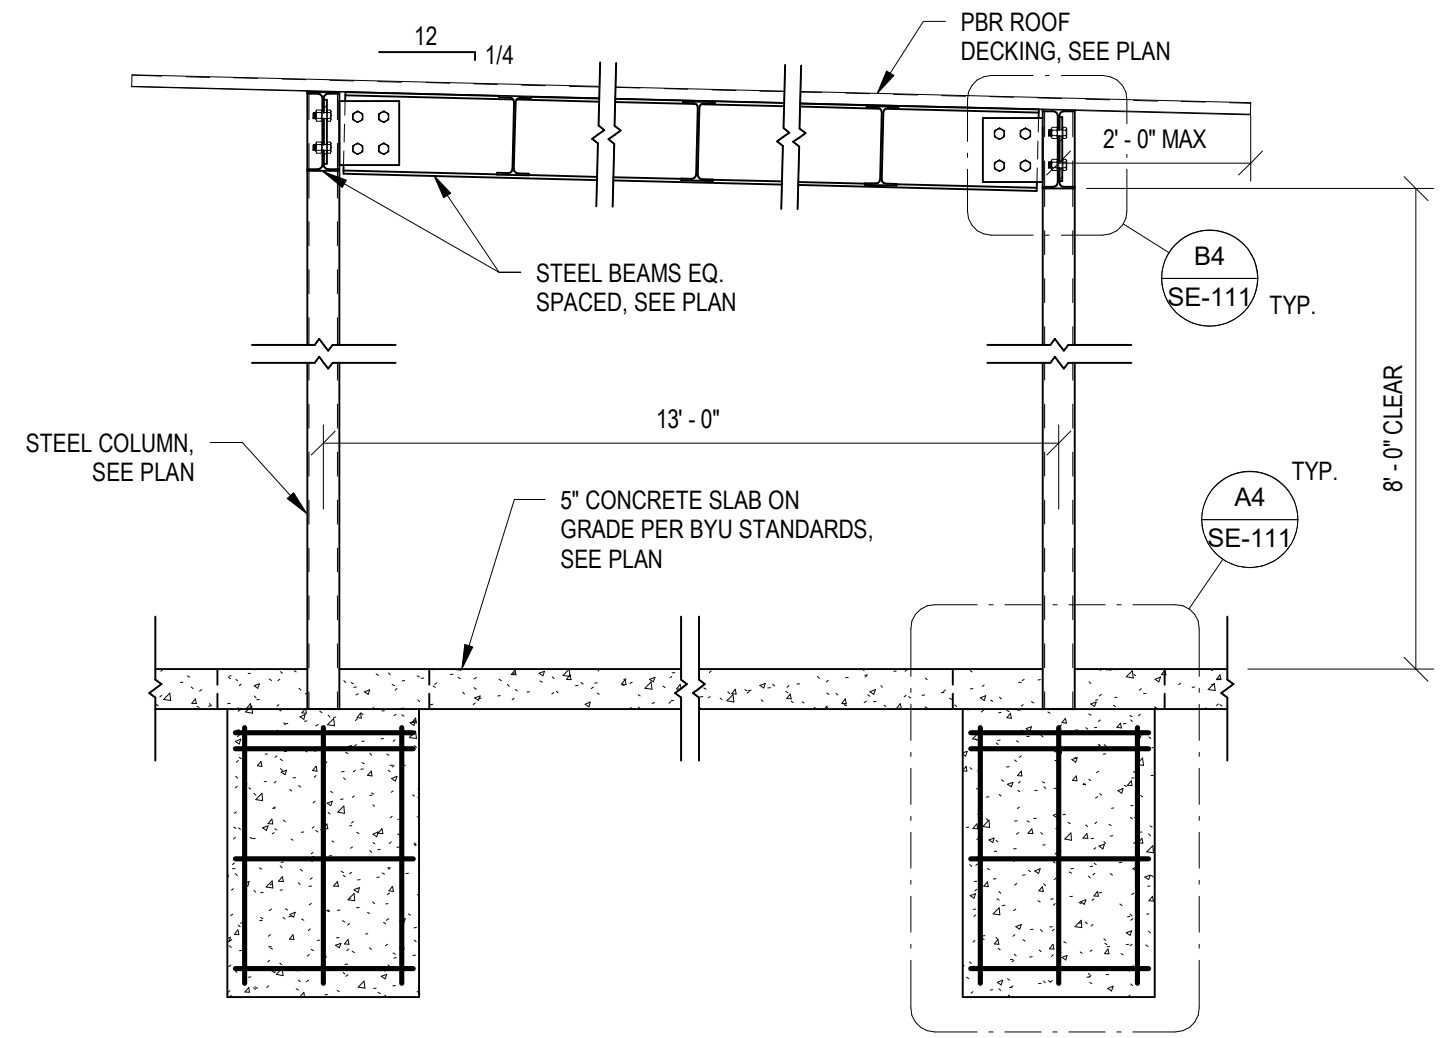 PBR ROOF
DECKING, SEE PLAN
12
1/4
2' - 0" MAX
B4
SE-111
TYP.
STEEL BEAMS EQ.
SPACED, SEE PLAN
8' - 0" CLEAR
13' - 0"
STEEL COLUMN,
SEE PLAN
TYP.
A4
SE-111
5" CONCRETE SLAB ON
GRADE PER BYU STANDARDS,
SEE PLAN